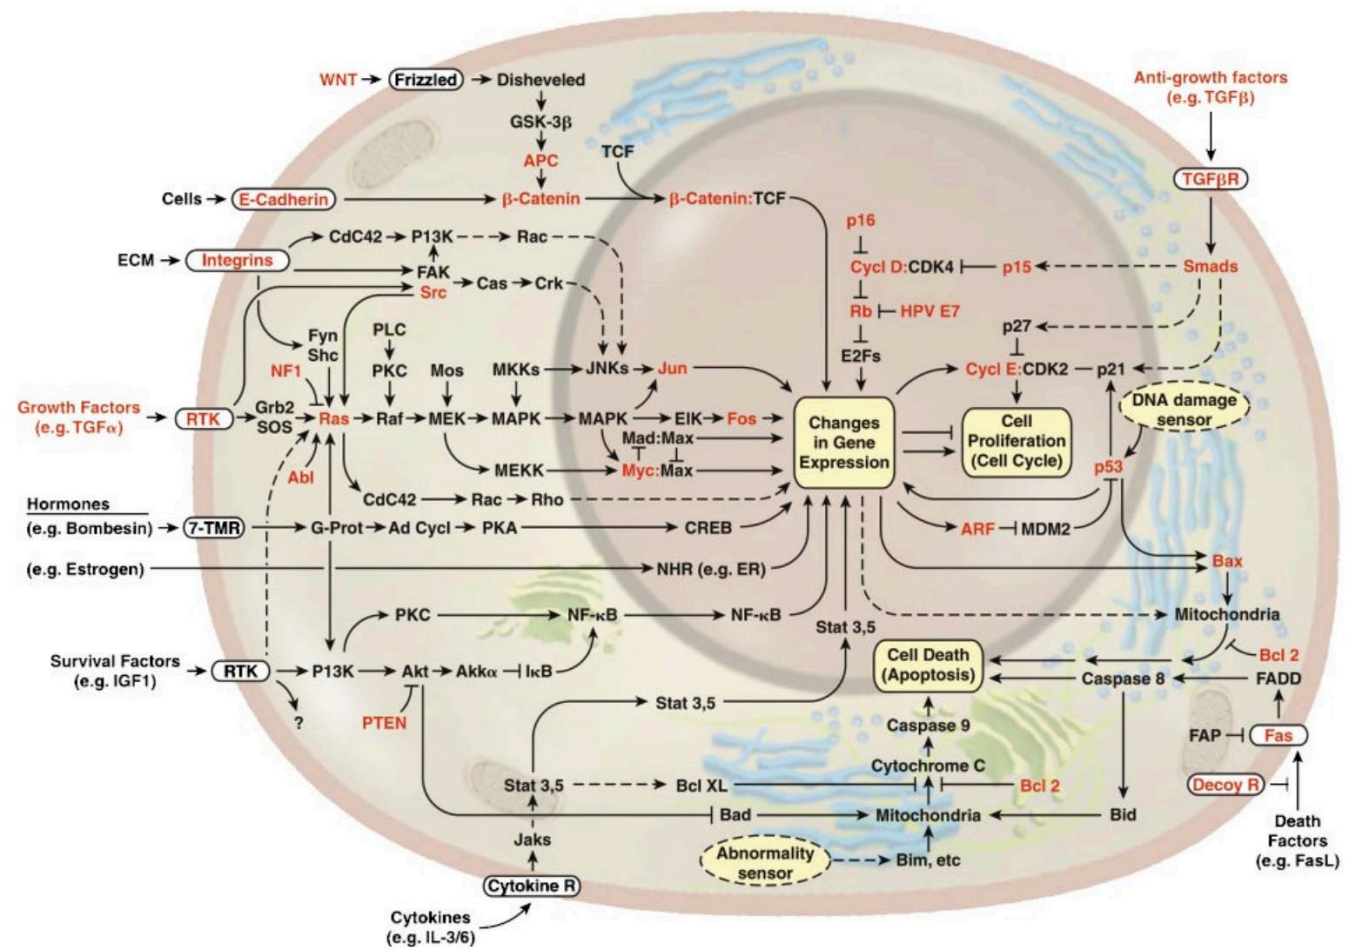 WNT
Frizzled
Disheveled
GSK-3β
APC
TCF
Cells
E-Cadherin
β-Catenin
β-Catenin:TCF
Anti-growth factors
(e.g. TGFβ)
TGFβR
Smads
p16
Cycl D:CDK4
p15
Rb
HPV E7
E2Fs
p27
Cycl E:CDK2
p21
CdC42
P13K
Rac
ECM
Integrins
FAK
Src
Cas
Crk
Fyn
Shc
PLC
NF1
PKC
Mos
MKKs
JNKs
Jun
Growth Factors
(e.g. TGFα)
RTK
Grb2
SOS
Ras
Raf
MEK
MAPK
MAPK
ElK
Fos
Mad:Max
Abl
MEKK
Myc:Max
CdC42
Rac
Rho
Changes
in Gene
Expression
Cell
Proliferation
(Cell Cycle)
DNA damage
sensor
p53
Hormones
(e.g. Bombesin)
7-TMR
G-Prot
Ad Cycl
PKA
CREB
ARF
MDM2
(e.g. Estrogen)
NHR (e.g. ER)
Bax
PKC
NF-κB
NF-κB
Stat 3,5
Mitochondria
Survival Factors
(e.g. IGF1)
RTK
P13K
Akt
Akkα
IκB
Cell Death
(Apoptosis)
Bcl 2
Caspase 8
FADD
?
PTEN
Stat 3,5
Caspase 9
FAP
Fas
Cytochrome C
Stat 3,5
Bcl XL
Bcl 2
Decoy R
Bad
Mitochondria
Bid
Death
Factors
(e.g. FasL)
Jaks
Abnormality
sensor
Bim, etc
Cytokine R
Cytokines
(e.g. IL-3/6)